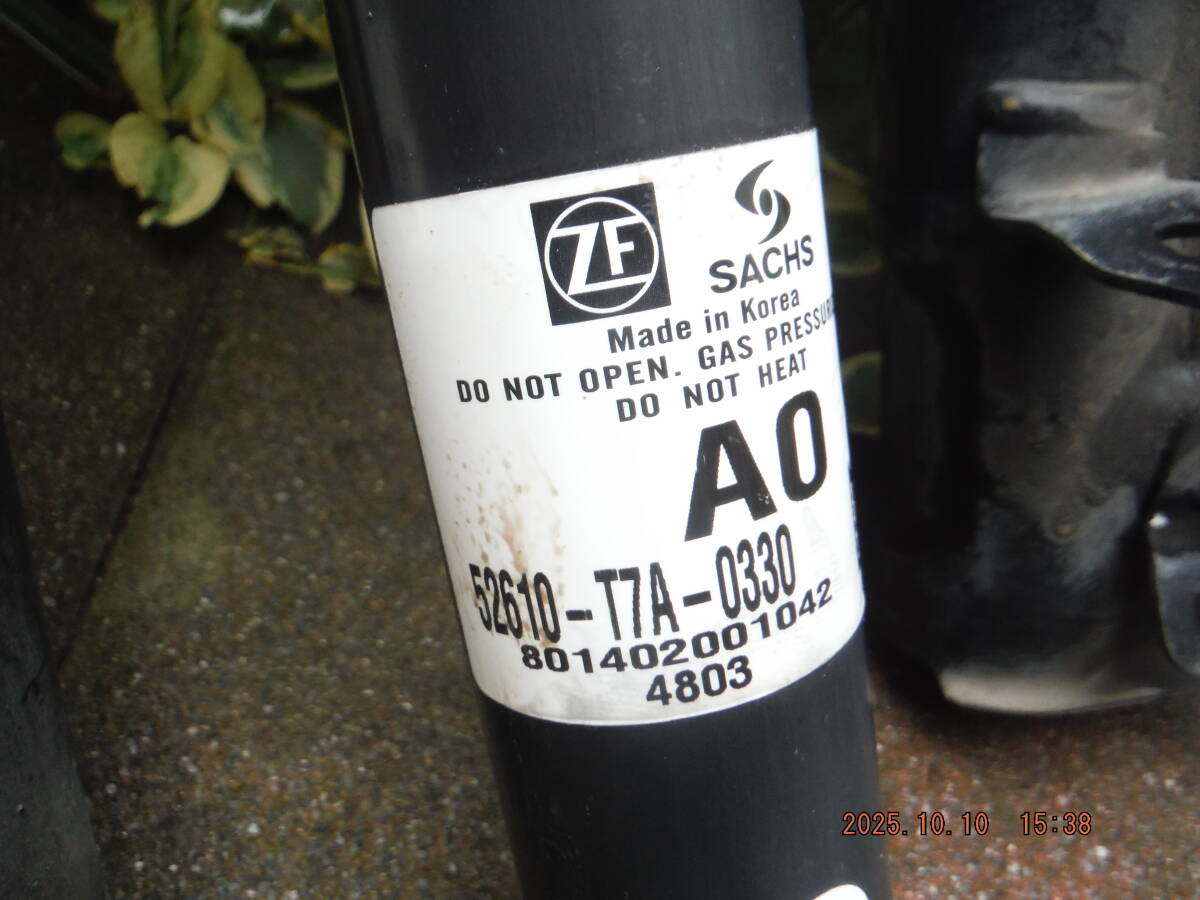 ZF
SACHS
Made in Korea
DO NOT OPEN. GAS PRESSURE
DO NOT HEAT
A0
52610-T7A-0330
801402001042
4803
2025.10.10 15:38